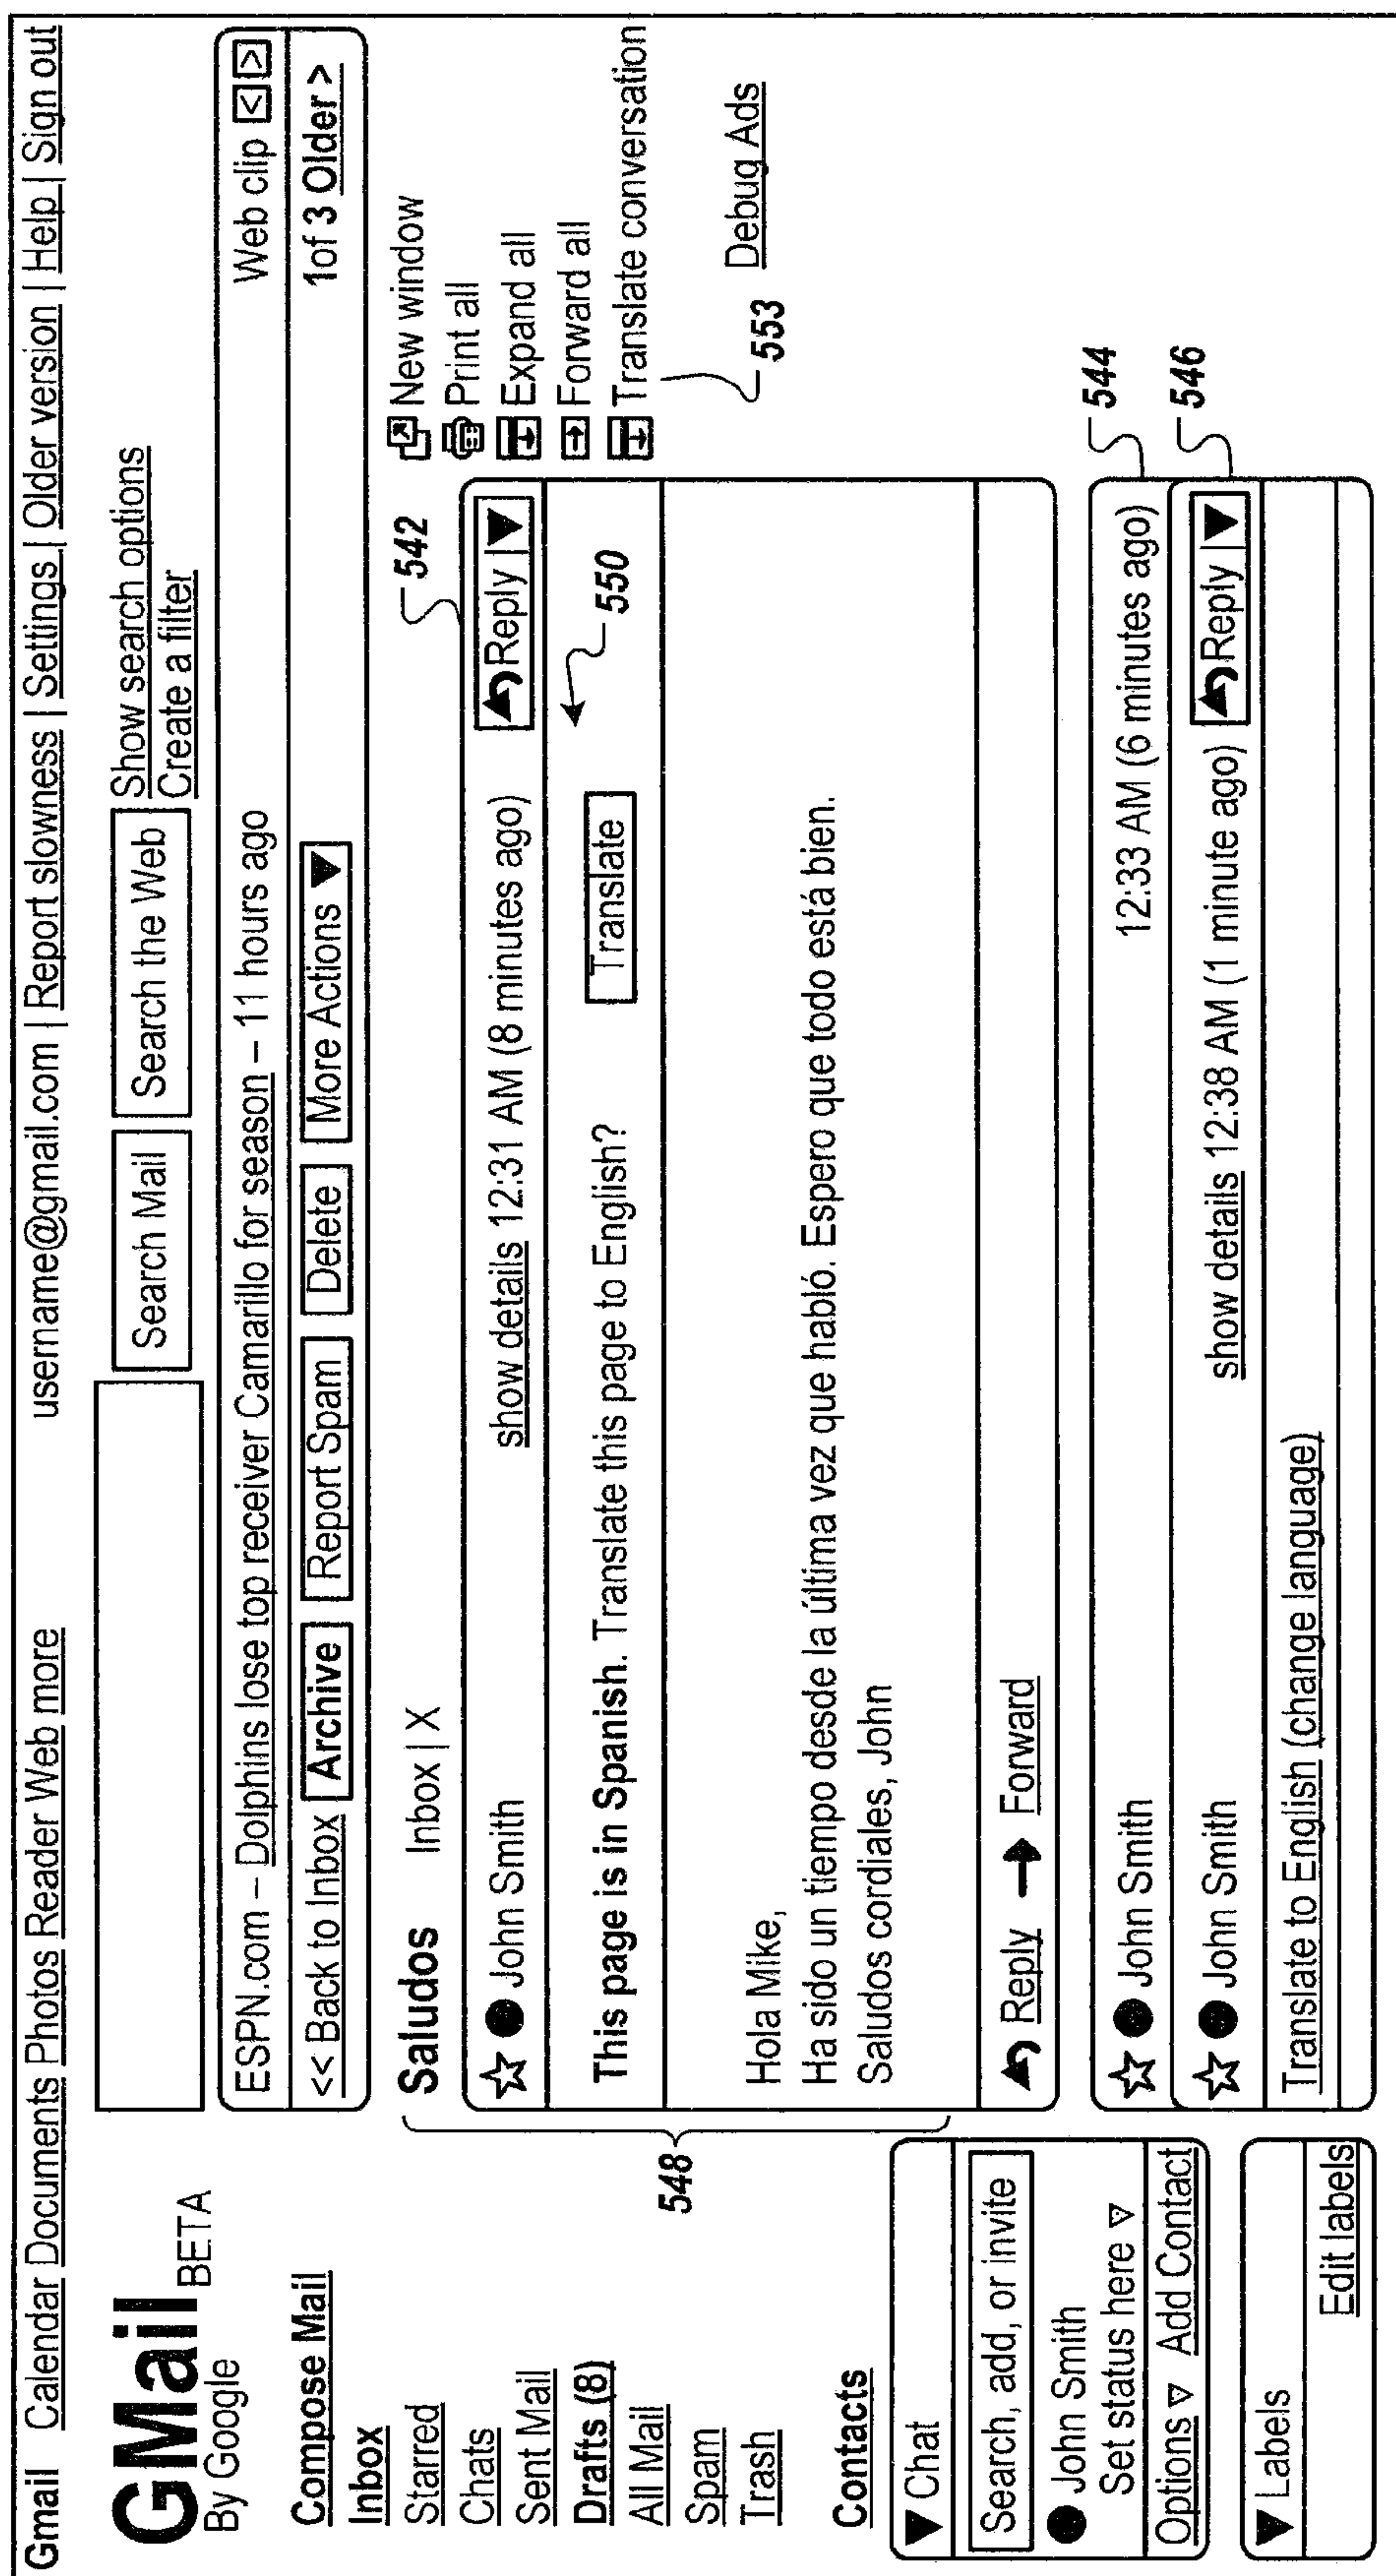 Gmail Calendar Documents Photos Reader Web more username@gmail.com | Report slowness | Settings | Older version | Help | Sign out
GMail BETA
By Google
Search Mail Search the Web Show search options
Create a filter
ESPN.com – Dolphins lose top receiver Camarillo for season – 11 hours ago Web clip < >
<< Back to Inbox Archive Report Spam Delete More Actions ▼ 1of 3 Older >
Compose Mail
Inbox
Starred
Chats
Sent Mail
Drafts (8)
All Mail
Spam
Trash
Contacts
▼ Chat
Search, add, or invite
John Smith
Set status here ▽
Options ▽ Add Contact
▼ Labels
Edit labels
548
Saludos Inbox | X
542
John Smith show details 12:31 AM (8 minutes ago) Reply | ▼
This page is in Spanish. Translate this page to English? Translate
550
Hola Mike,
Ha sido un tiempo desde la última vez que habló. Espero que todo está bien.
Saludos cordiales, John
Reply → Forward
New window
Print all
Expand all
Forward all
Translate conversation
553
Debug Ads
544
John Smith 12:33 AM (6 minutes ago)
546
John Smith show details 12:38 AM (1 minute ago) Reply | ▼
Translate to English (change language)